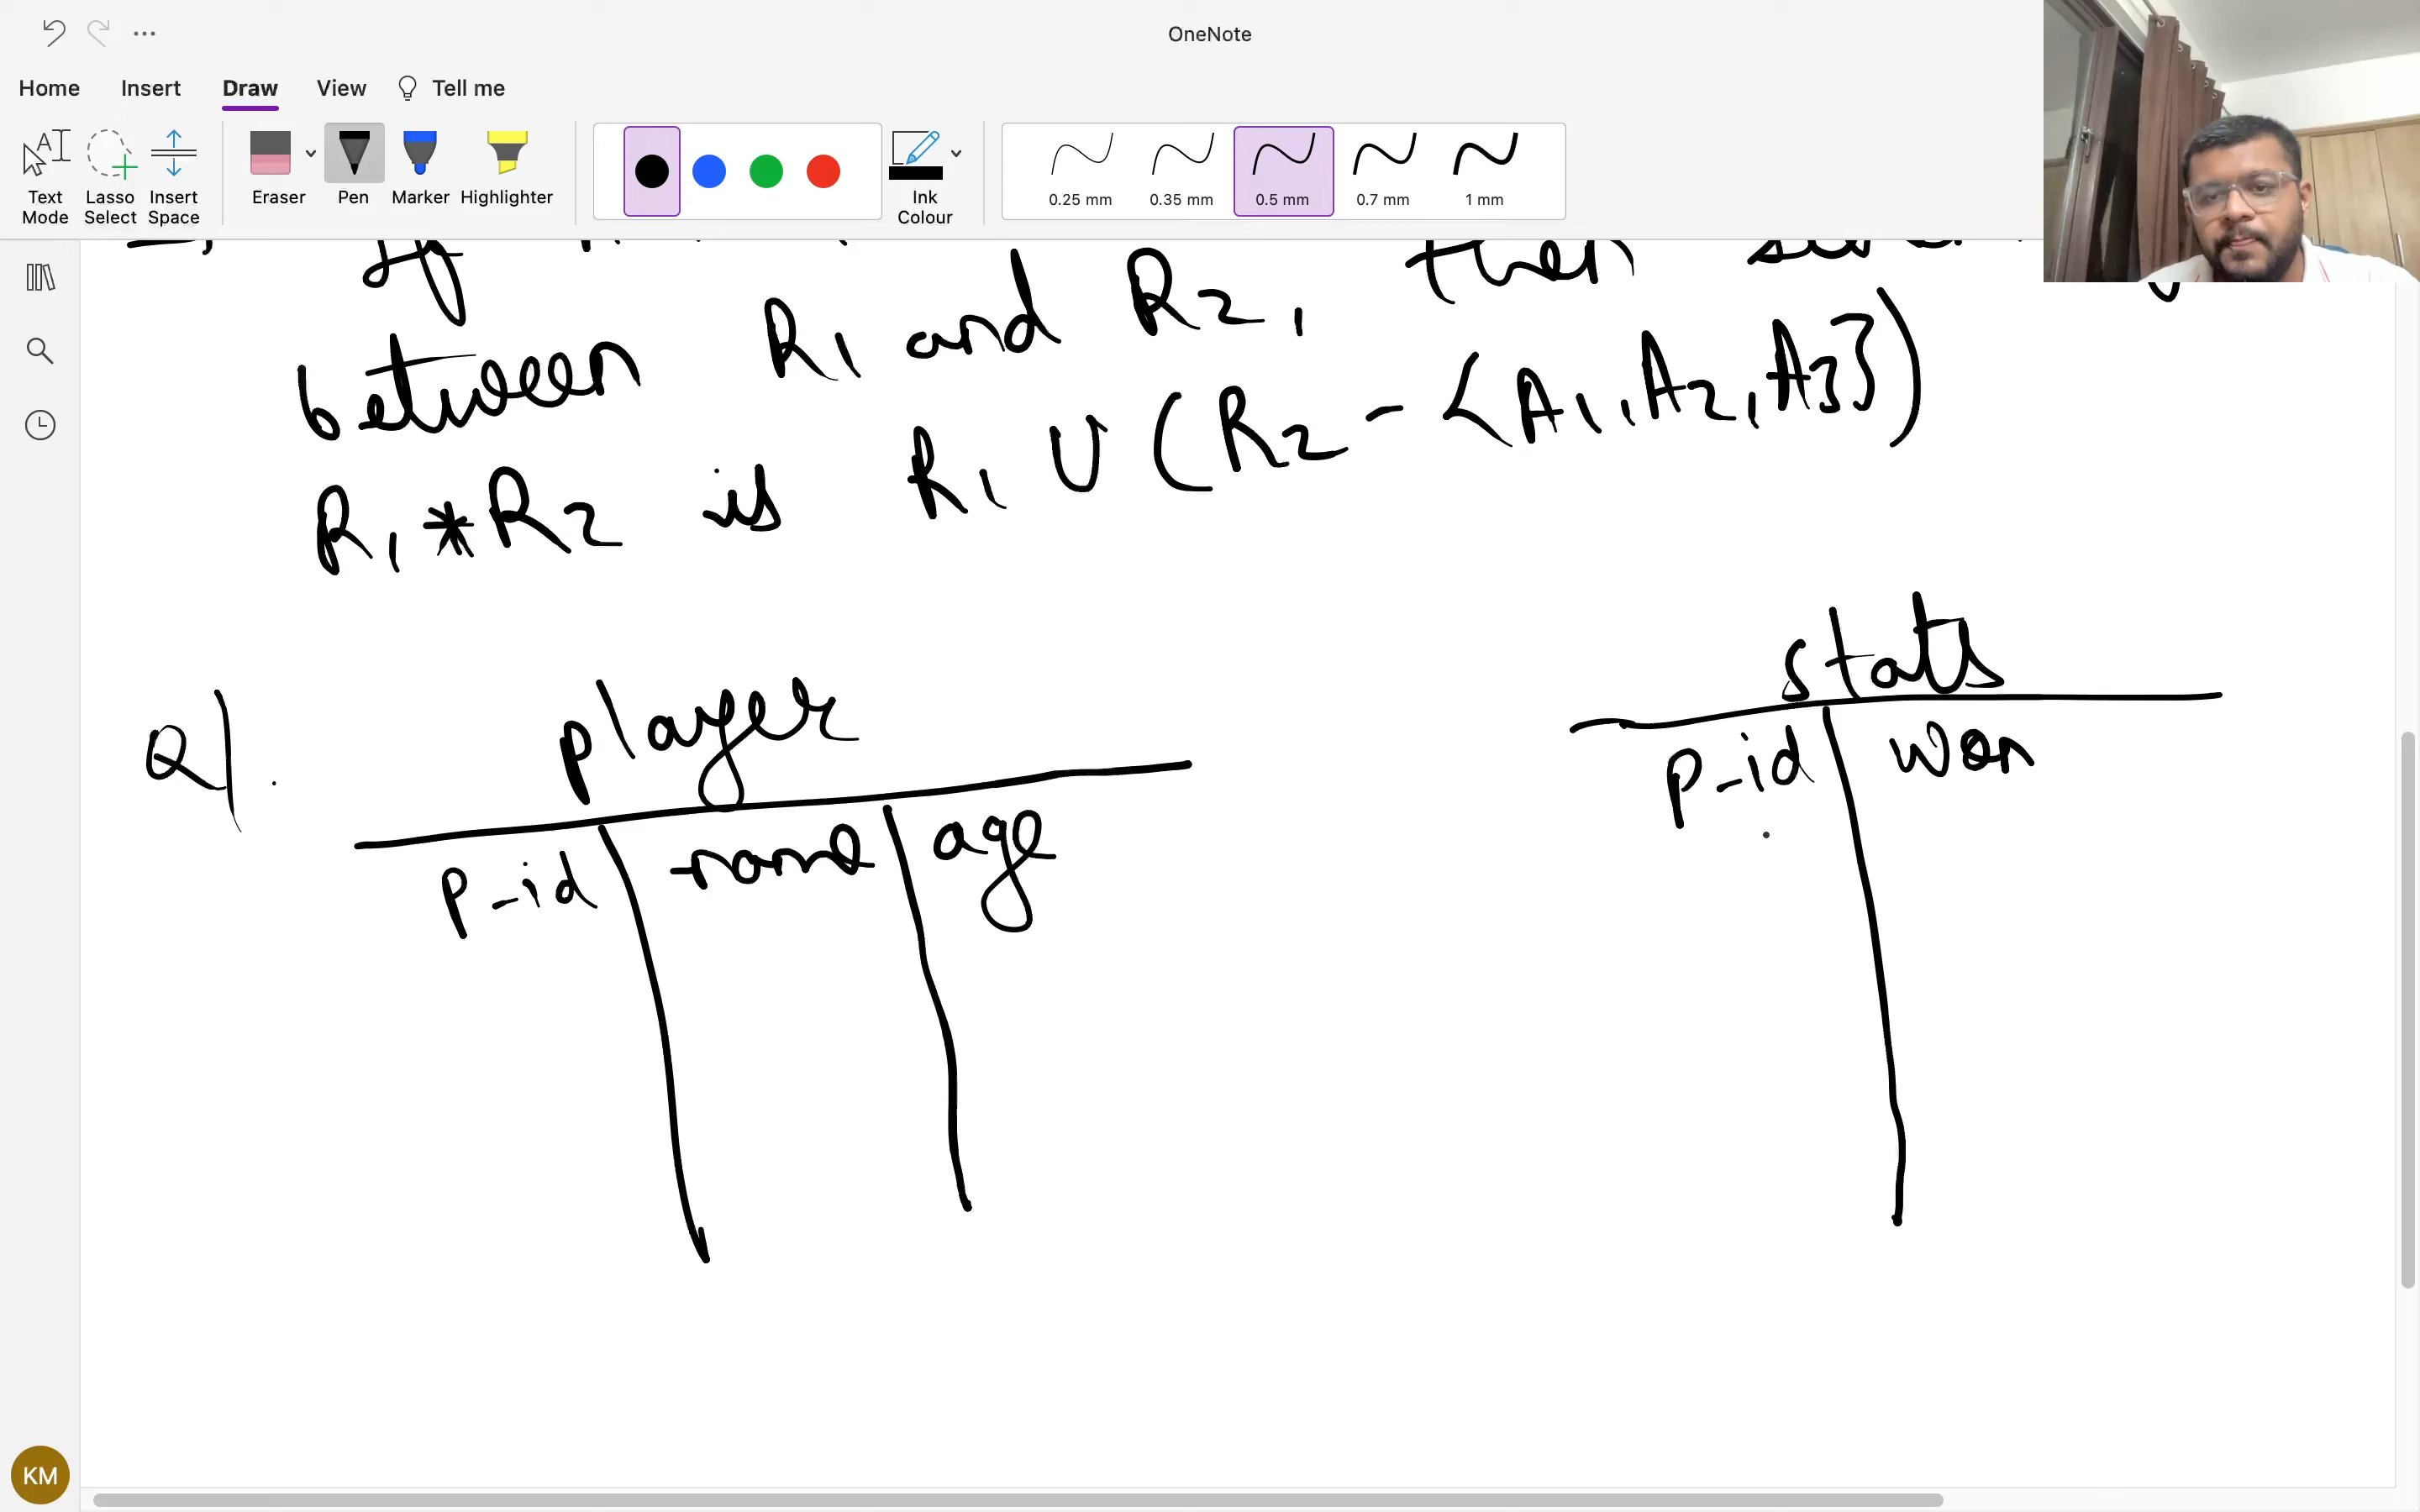 OneNote
Home Insert Draw View Tell me
Text Mode Lasso Select Insert Space Eraser Pen Marker Highlighter Ink Colour 0.25 mm 0.35 mm 0.5 mm 0.7 mm 1 mm
then
between R1 and R2,
R1*R2 is R1 U (R2 - {A1, A2, A3})
Q1.
player
P-id name age
stats
P-id won
KM